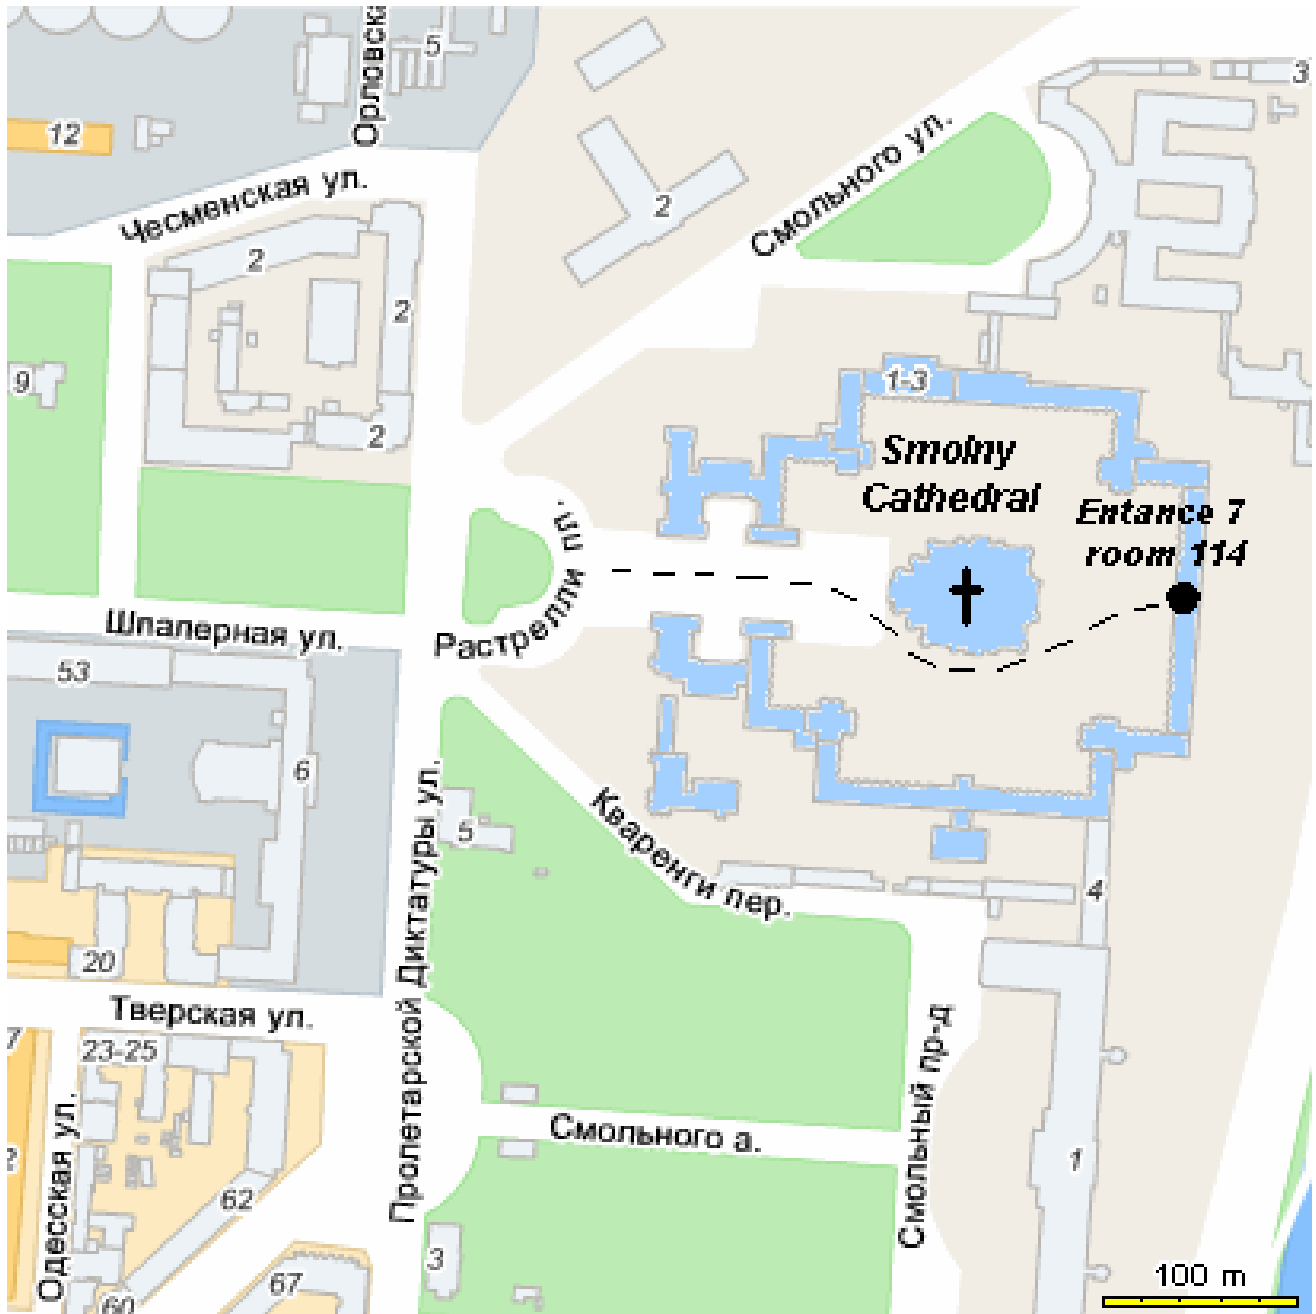 Орловска
5
3
12
Смольного ул.
Чесменская ул.
2
2
2
9
1-3
2
Smolny
Cathedral
Entance 7
room 114
Растрелли пл.
Шпалерная ул.
53
6
Пролетарской Диктатуры ул.
5
Кваренги пер.
4
20
Тверская ул.
23-25
7
Смольный пр-д
Смольного а.
Одесская ул.
1
62
3
67
60
100 m